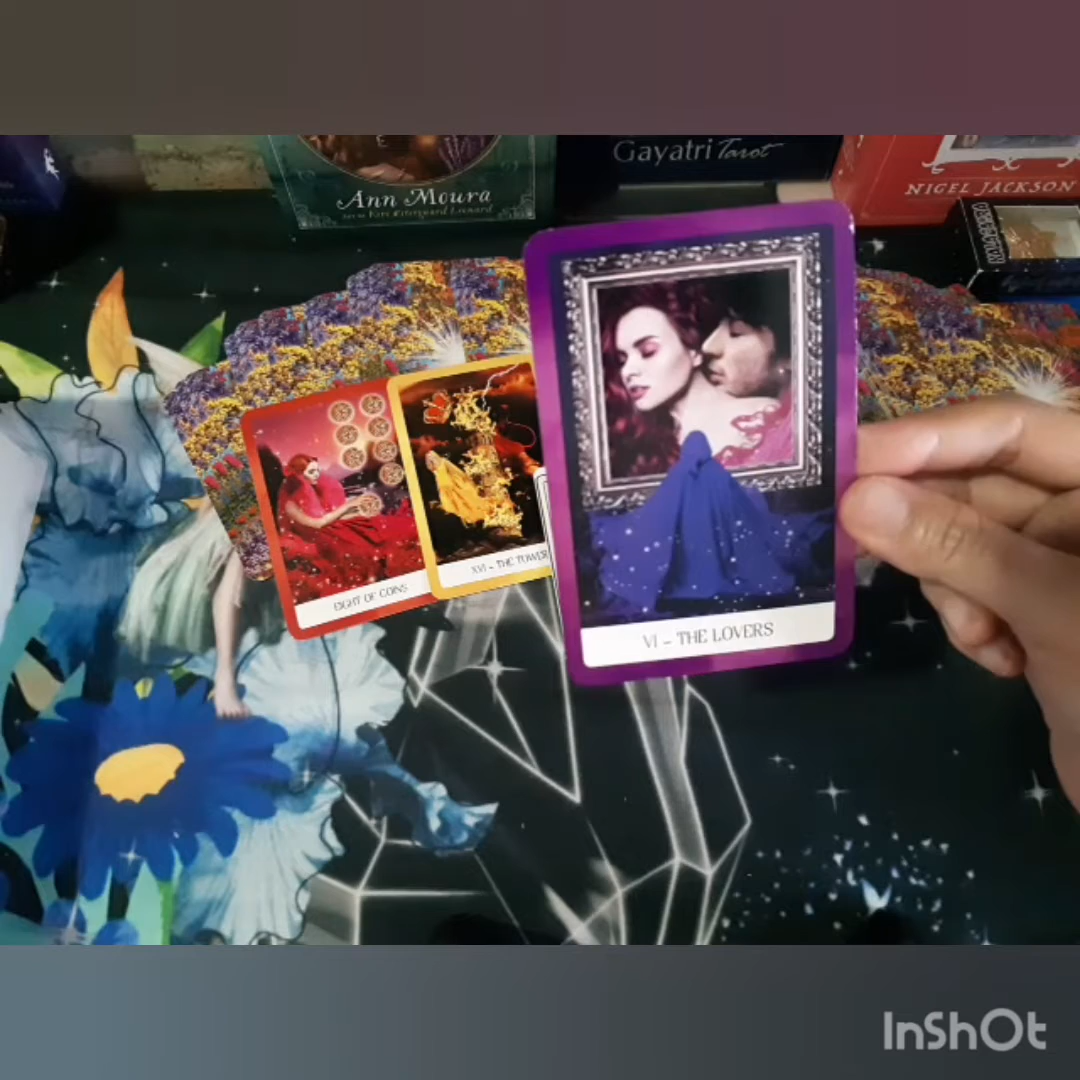 Ann Moura
Gayatri Tarot
NIGEL JACKSON
EIGHT OF COINS
XVI - THE TOWER
VI - THE LOVERS
InShOt